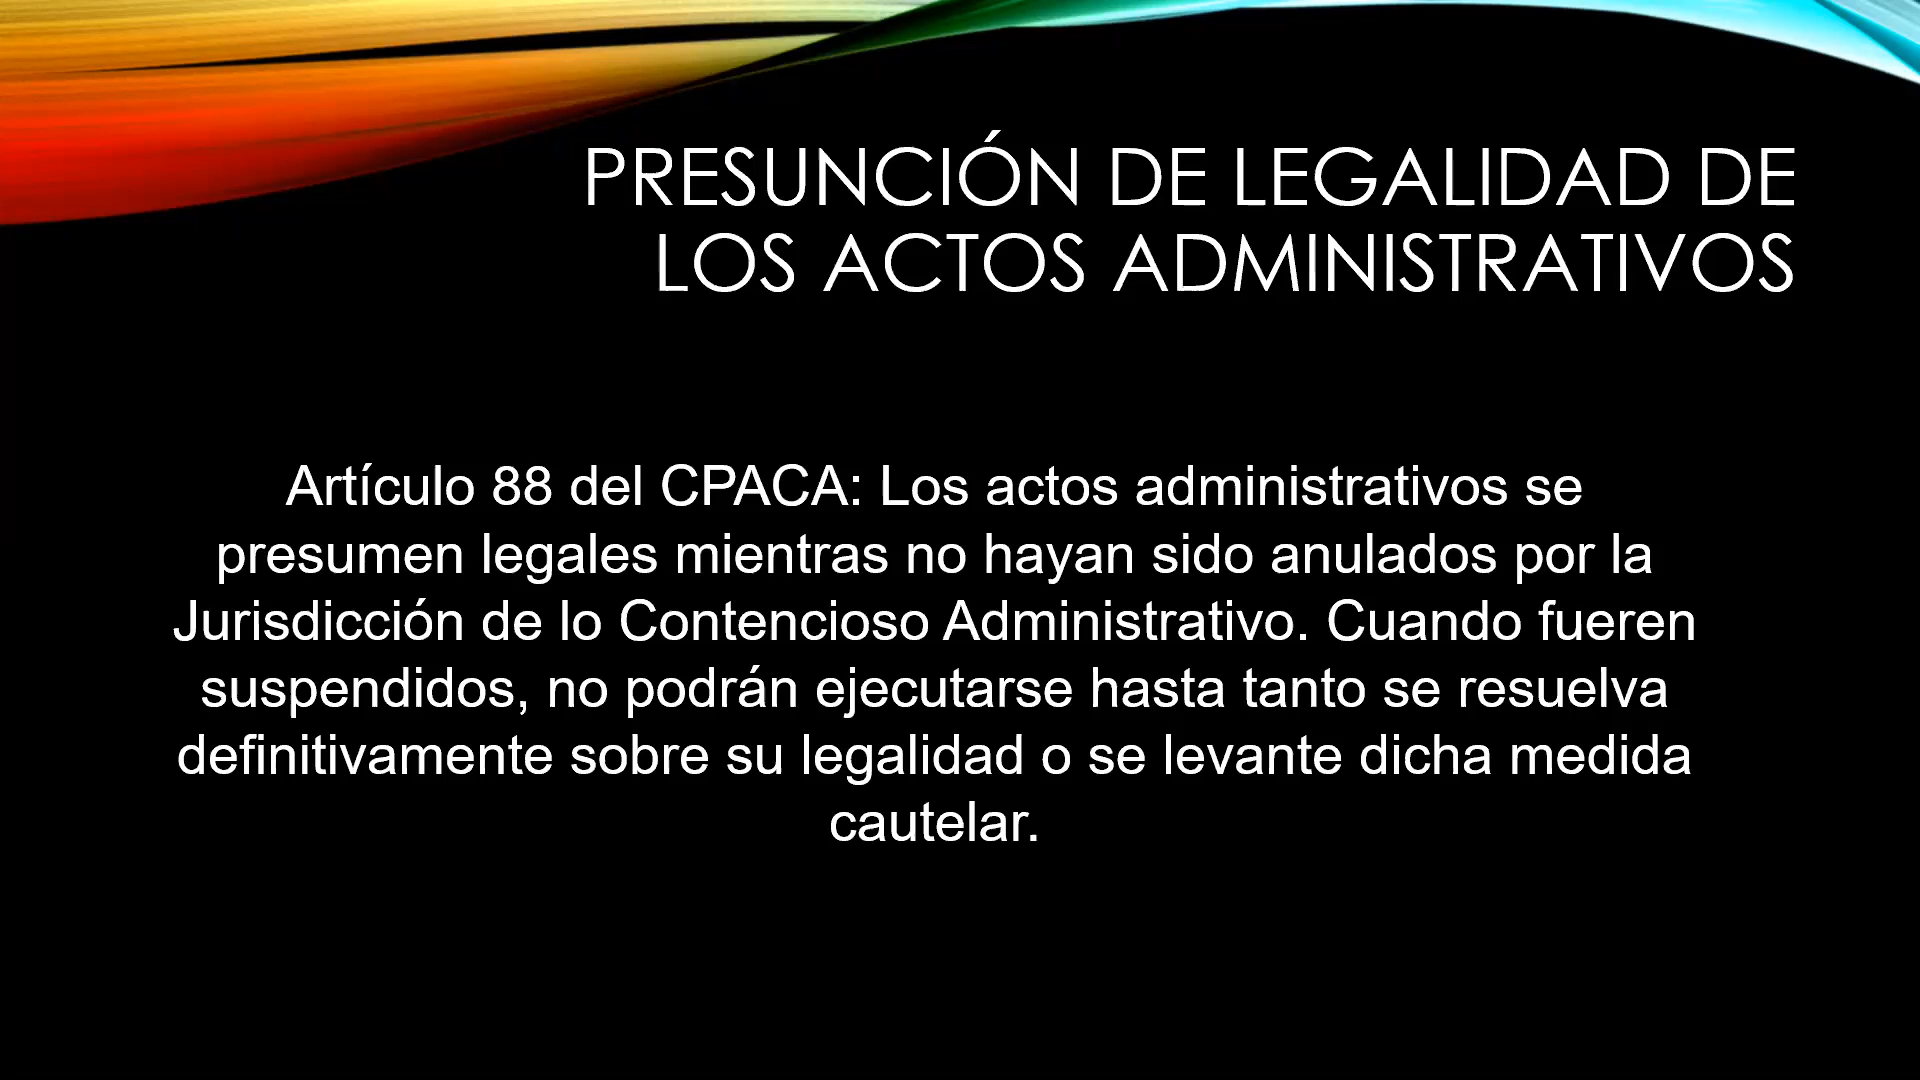 PRESUNCIÓN DE LEGALIDAD DE
LOS ACTOS ADMINISTRATIVOS
Artículo 88 del CPACA: Los actos administrativos se
presumen legales mientras no hayan sido anulados por la
Jurisdicción de lo Contencioso Administrativo. Cuando fueren
suspendidos, no podrán ejecutarse hasta tanto se resuelva
definitivamente sobre su legalidad o se levante dicha medida
cautelar.